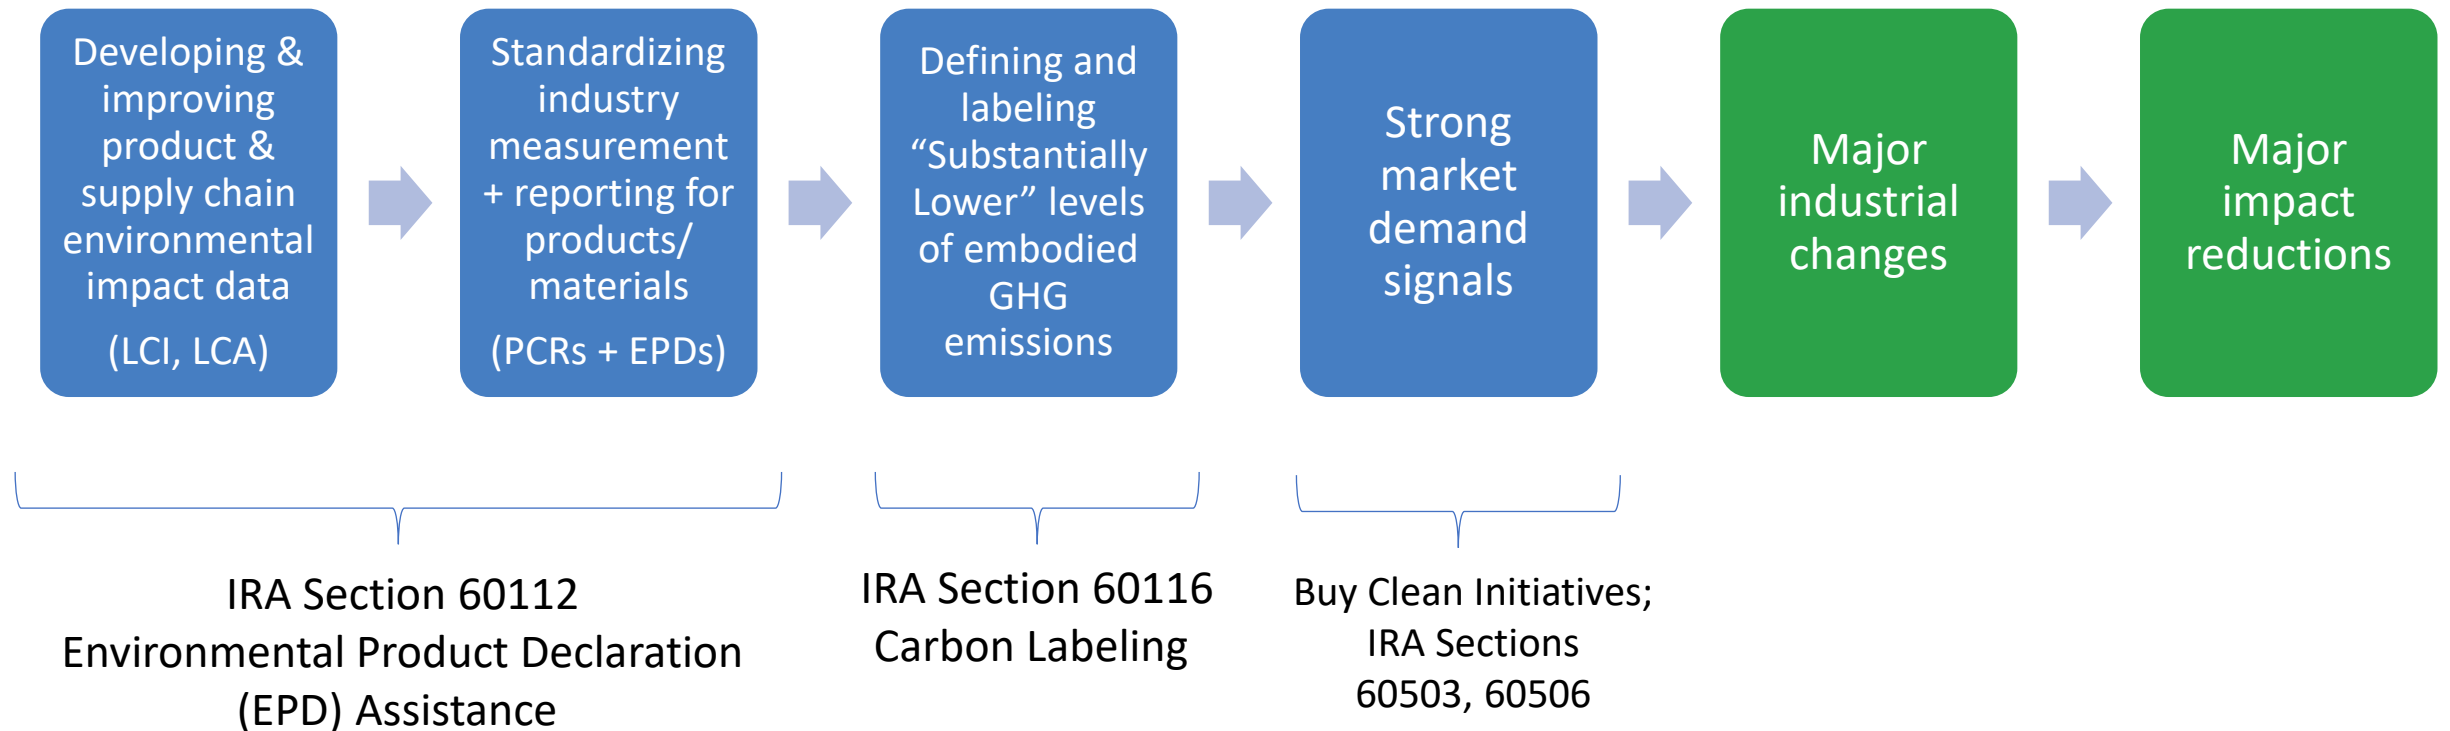 Developing &
improving
product &
supply chain
environmental
impact data
(LCI, LCA)
Standardizing
industry
measurement
+ reporting for
products/
materials
(PCRs + EPDs)
Defining and
labeling
“Substantially
Lower” levels
of embodied
GHG
emissions
Strong
market
demand
signals
Major
industrial
changes
Major
impact
reductions
IRA Section 60112
Environmental Product Declaration
(EPD) Assistance
IRA Section 60116
Carbon Labeling
Buy Clean Initiatives;
IRA Sections
60503, 60506